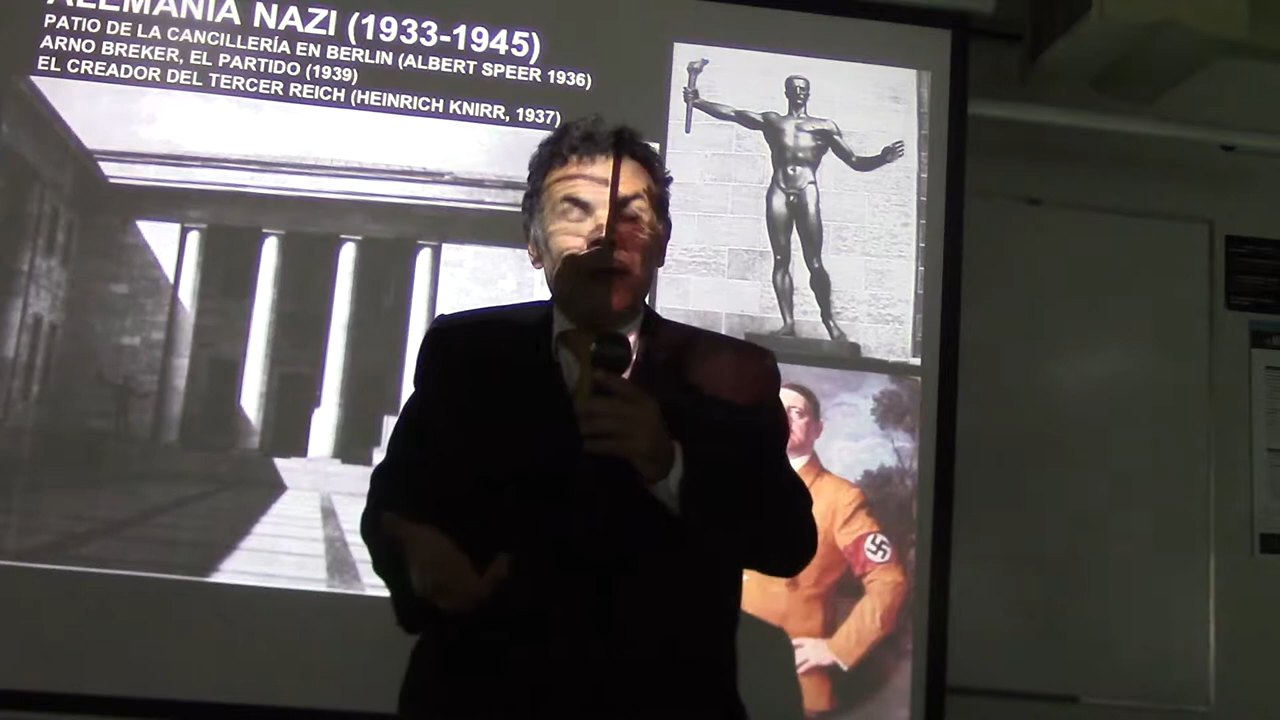 ALEMANIA NAZI (1933-1945)
PATIO DE LA CANCILLERÍA EN BERLIN (ALBERT SPEER 1936)
ARNO BREKER, EL PARTIDO (1939)
EL CREADOR DEL TERCER REICH (HEINRICH KNIRR, 1937)